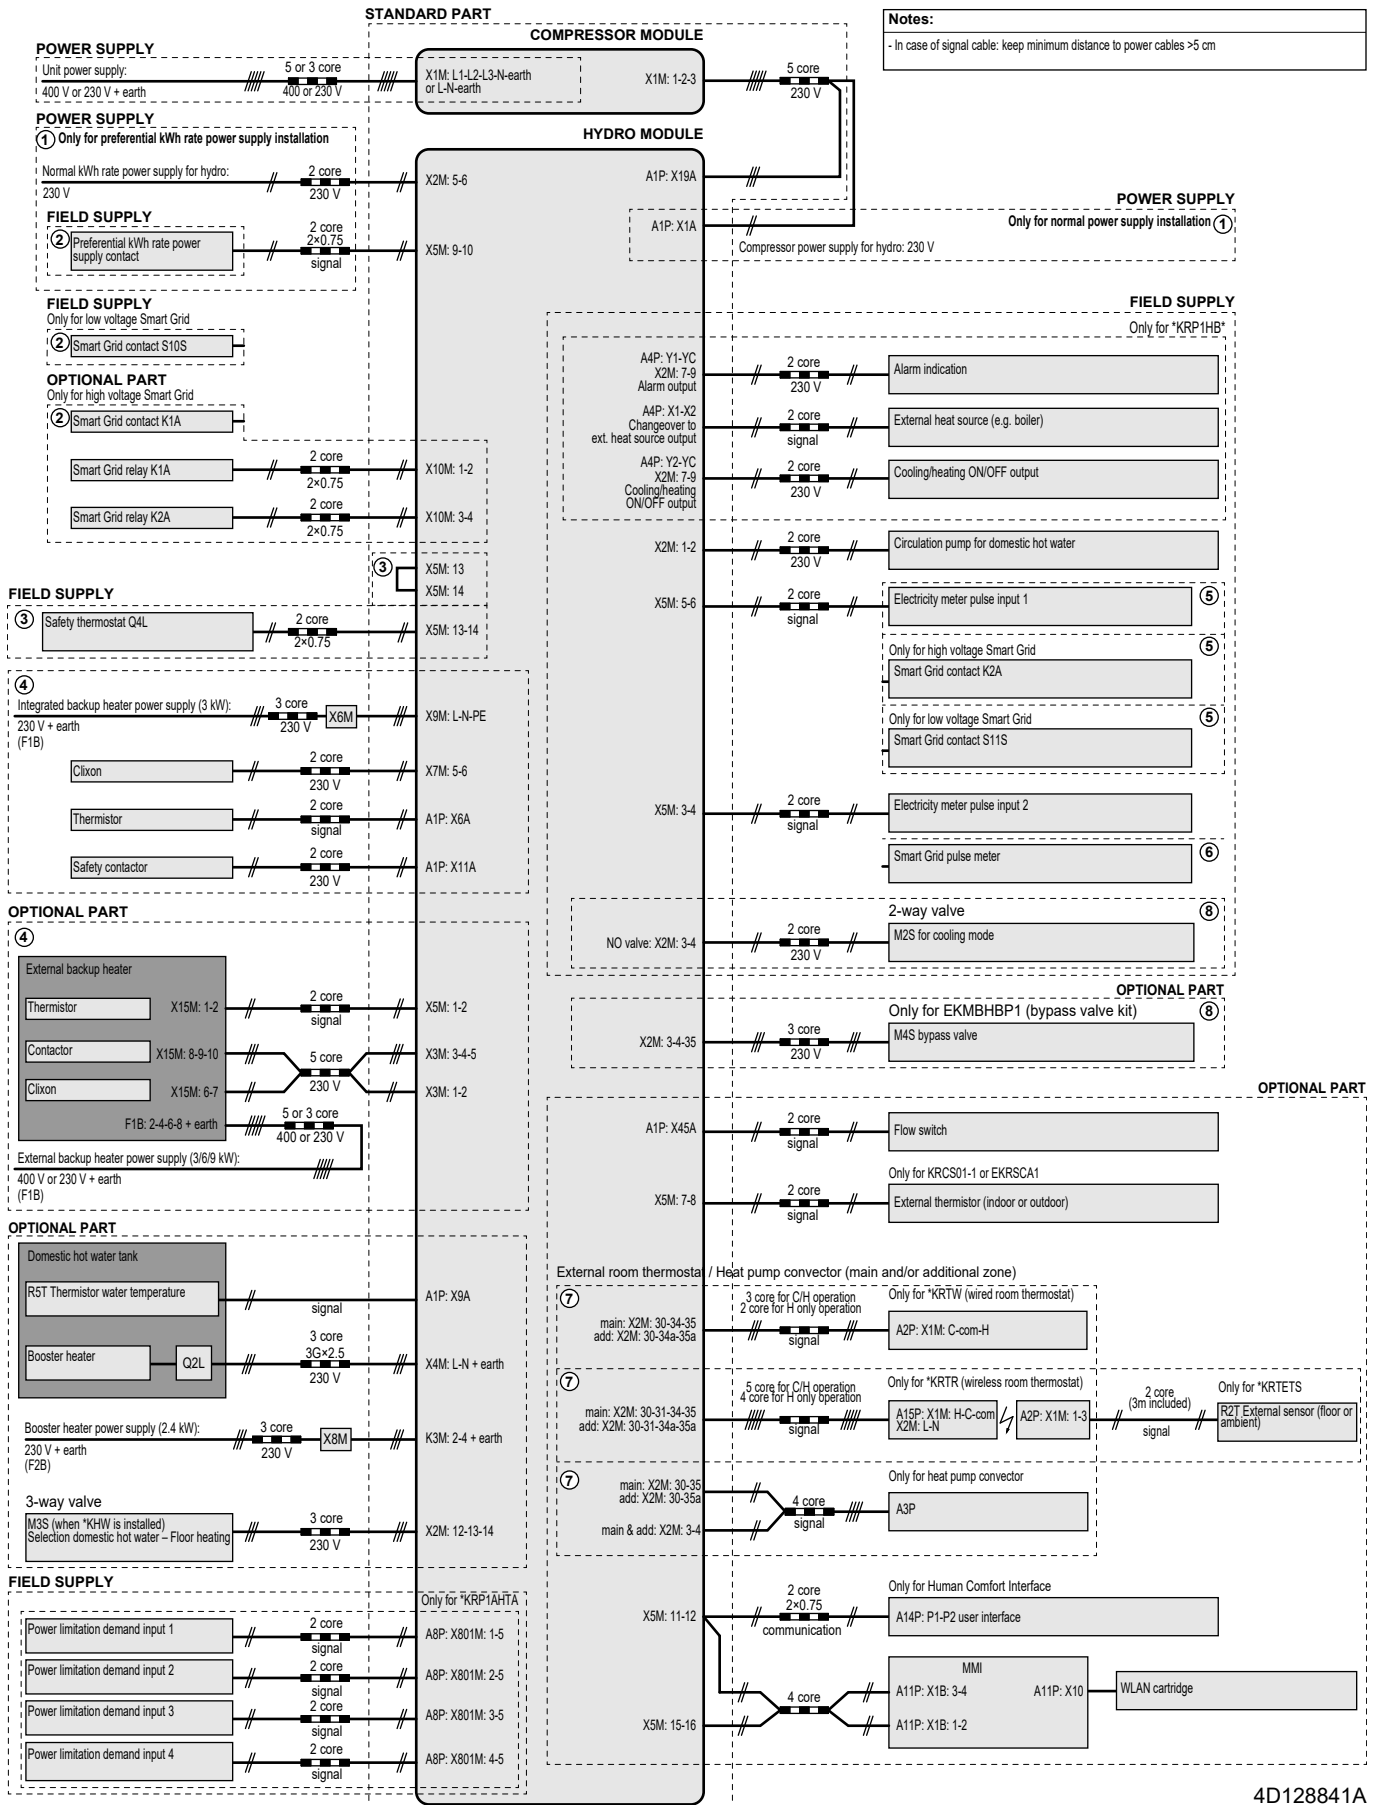 STANDARD PART
COMPRESSOR MODULE
Notes:
- In case of signal cable: keep minimum distance to power cables >5 cm
POWER SUPPLY
Unit power supply:
400 V or 230 V + earth
5 or 3 core
400 or 230 V
X1M: L1-L2-L3-N-earth
or L-N-earth
X1M: 1-2-3
5 core
230 V
POWER SUPPLY
1 Only for preferential kWh rate power supply installation
HYDRO MODULE
Normal kWh rate power supply for hydro:
230 V
2 core
230 V
X2M: 5-6
A1P: X19A
FIELD SUPPLY
2 Preferential kWh rate power
supply contact
2 core
2×0.75
signal
X5M: 9-10
POWER SUPPLY
A1P: X1A
Only for normal power supply installation 1
Compressor power supply for hydro: 230 V
FIELD SUPPLY
Only for low voltage Smart Grid
2 Smart Grid contact S10S
OPTIONAL PART
Only for high voltage Smart Grid
2 Smart Grid contact K1A
Smart Grid relay K1A
2 core
2×0.75
X10M: 1-2
Smart Grid relay K2A
2 core
2×0.75
X10M: 3-4
3
X5M: 13
X5M: 14
FIELD SUPPLY
3
Safety thermostat Q4L
2 core
2×0.75
X5M: 13-14
4
Integrated backup heater power supply (3 kW):
230 V + earth
(F1B)
3 core
230 V
X6M
X9M: L-N-PE
Clixon
2 core
230 V
X7M: 5-6
Thermistor
2 core
signal
A1P: X6A
Safety contactor
2 core
230 V
A1P: X11A
OPTIONAL PART
4
External backup heater
Thermistor
X15M: 1-2
2 core
signal
X5M: 1-2
Contactor
X15M: 8-9-10
5 core
230 V
X3M: 3-4-5
Clixon
X15M: 6-7
X3M: 1-2
F1B: 2-4-6-8 + earth
5 or 3 core
400 or 230 V
External backup heater power supply (3/6/9 kW):
400 V or 230 V + earth
(F1B)
OPTIONAL PART
Domestic hot water tank
R5T Thermistor water temperature
signal
A1P: X9A
Booster heater
Q2L
3 core
3G×2.5
230 V
X4M: L-N + earth
Booster heater power supply (2.4 kW):
230 V + earth
(F2B)
3 core
230 V
X8M
K3M: 2-4 + earth
3-way valve
M3S (when *KHW is installed)
Selection domestic hot water – Floor heating
3 core
230 V
X2M: 12-13-14
FIELD SUPPLY
Only for *KRP1AHTA
Power limitation demand input 1
2 core
signal
A8P: X801M: 1-5
Power limitation demand input 2
2 core
signal
A8P: X801M: 2-5
Power limitation demand input 3
2 core
signal
A8P: X801M: 3-5
Power limitation demand input 4
2 core
signal
A8P: X801M: 4-5
FIELD SUPPLY
Only for *KRP1HB*
A4P: Y1-YC
X2M: 7-9
Alarm output
2 core
230 V
Alarm indication
A4P: X1-X2
Changeover to
ext. heat source output
2 core
signal
External heat source (e.g. boiler)
A4P: Y2-YC
X2M: 7-9
Cooling/heating
ON/OFF output
2 core
230 V
Cooling/heating ON/OFF output
X2M: 1-2
2 core
230 V
Circulation pump for domestic hot water
X5M: 5-6
2 core
signal
Electricity meter pulse input 1
5
Only for high voltage Smart Grid
5
Smart Grid contact K2A
Only for low voltage Smart Grid
5
Smart Grid contact S11S
X5M: 3-4
2 core
signal
Electricity meter pulse input 2
Smart Grid pulse meter
6
2-way valve
8
NO valve: X2M: 3-4
2 core
230 V
M2S for cooling mode
OPTIONAL PART
Only for EKMBHBP1 (bypass valve kit)
8
X2M: 3-4-35
3 core
230 V
M4S bypass valve
OPTIONAL PART
A1P: X45A
2 core
signal
Flow switch
Only for KRCS01-1 or EKRSCA1
X5M: 7-8
2 core
signal
External thermistor (indoor or outdoor)
External room thermostat / Heat pump convector (main and/or additional zone)
7
main: X2M: 30-34-35
add: X2M: 30-34a-35a
3 core for C/H operation
2 core for H only operation
signal
Only for *KRTW (wired room thermostat)
A2P: X1M: C-com-H
7
main: X2M: 30-31-34-35
add: X2M: 30-31-34a-35a
5 core for C/H operation
4 core for H only operation
signal
Only for *KRTR (wireless room thermostat)
A15P: X1M: H-C-com
X2M: L-N
A2P: X1M: 1-3
2 core
(3m included)
signal
Only for *KRTETS
R2T External sensor (floor or
ambient)
7
main: X2M: 30-35
add: X2M: 30-35a
main & add: X2M: 3-4
4 core
signal
Only for heat pump convector
A3P
X5M: 11-12
2 core
2×0.75
communication
Only for Human Comfort Interface
A14P: P1-P2 user interface
X5M: 15-16
4 core
MMI
A11P: X1B: 3-4
A11P: X10
A11P: X1B: 1-2
WLAN cartridge
4D128841A